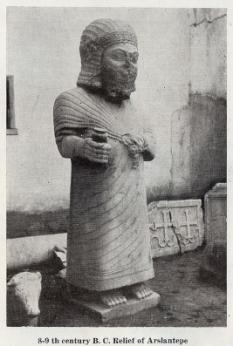 8-9 th century B. C. Relief of Arslantepe